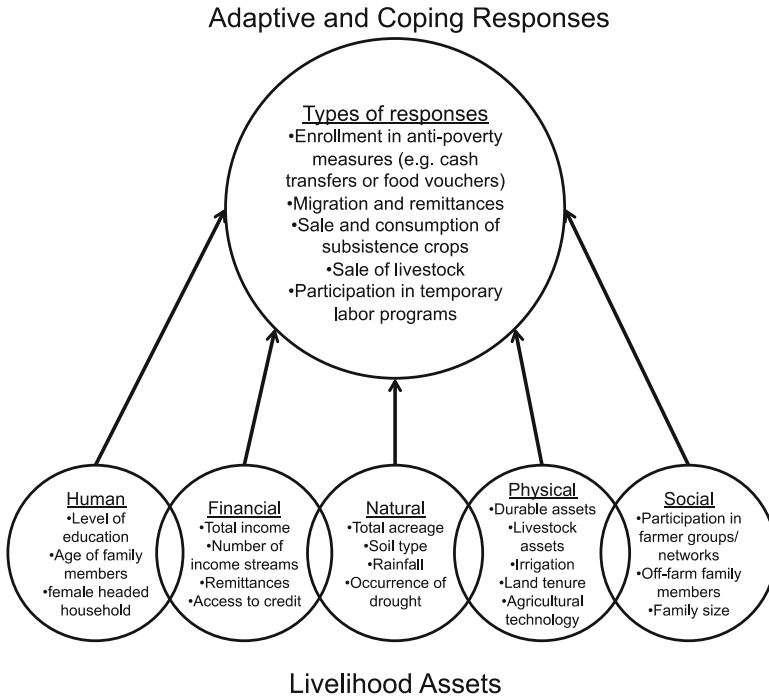 Adaptive and Coping Responses
Types of responses
•Enrollment in anti-poverty
measures (e.g. cash
transfers or food vouchers)
•Migration and remittances
•Sale and consumption of
subsistence crops
•Sale of livestock
•Participation in temporary
labor programs
Human
•Level of
education
•Age of family
members
•female headed
household
Financial
•Total income
•Number of
income streams
•Remittances
•Access to credit
Natural
•Total acreage
•Soil type
•Rainfall
•Occurrence of
drought
Physical
•Durable assets
•Livestock
assets
•Irrigation
•Land tenure
•Agricultural
technology
Social
•Participation in
farmer groups/
networks
•Off-farm family
members
•Family size
Livelihood Assets